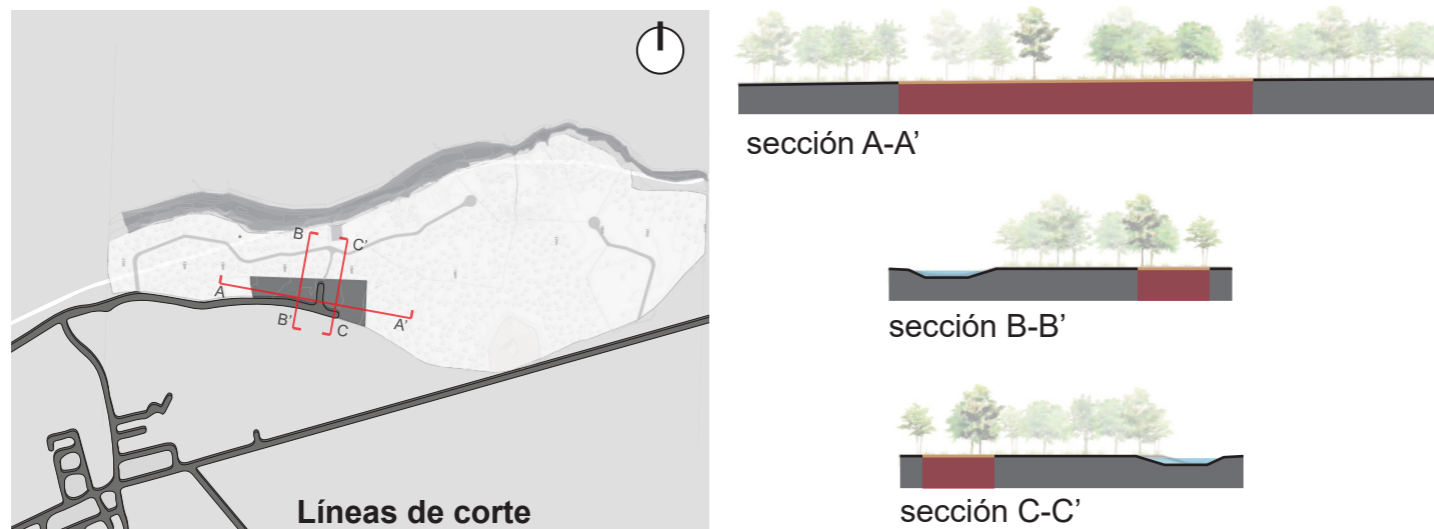 B
C'
A
A'
B'
C
Líneas de corte
sección A-A’
sección B-B’
sección C-C’